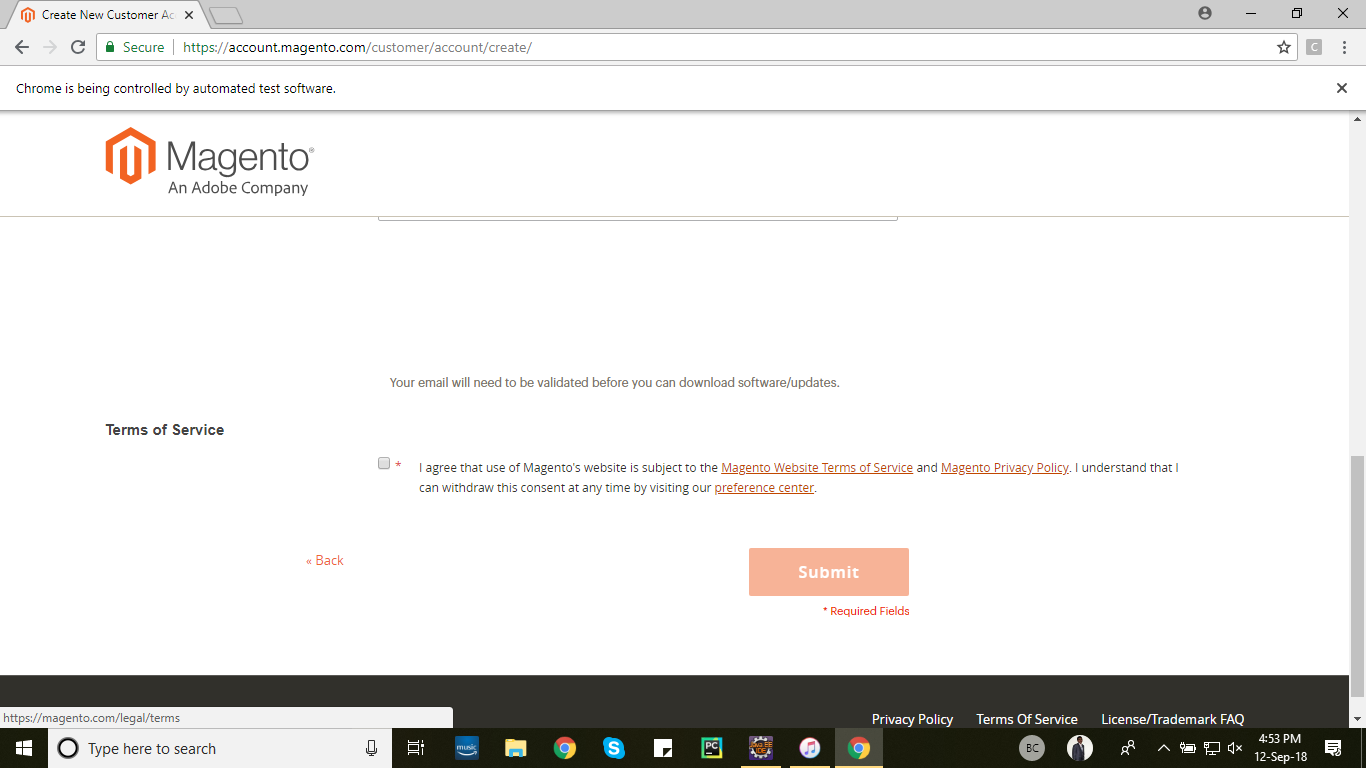 Create New Customer Ac
Secure
https://account.magento.com/customer/account/create/
C
Chrome is being controlled by automated test software.
Magento®
An Adobe Company
Your email will need to be validated before you can download software/updates.
Terms of Service
* I agree that use of Magento's website is subject to the Magento Website Terms of Service and Magento Privacy Policy. I understand that I
can withdraw this consent at any time by visiting our preference center.
« Back
Submit
* Required Fields
https://magento.com/legal/terms
Privacy Policy
Terms Of Service
License/Trademark FAQ
Type here to search
music
PC
Java EE
IDE
BC
4:53 PM
12-Sep-18